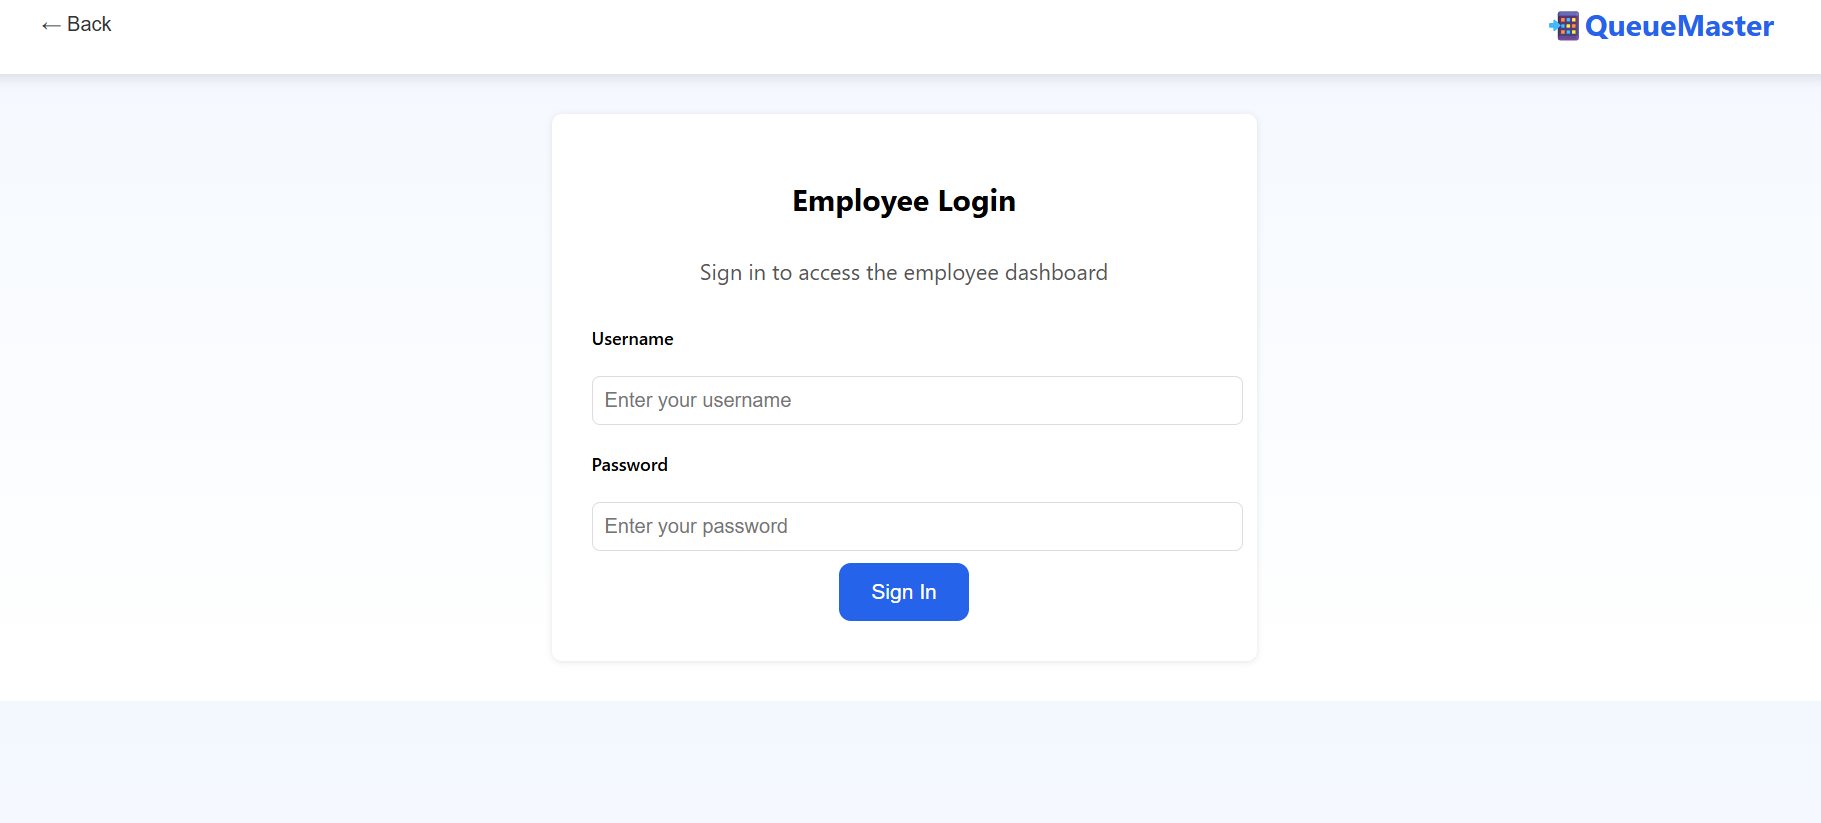 ← Back
QueueMaster
Employee Login
Sign in to access the employee dashboard
Username
Enter your username
Password
Enter your password
Sign In